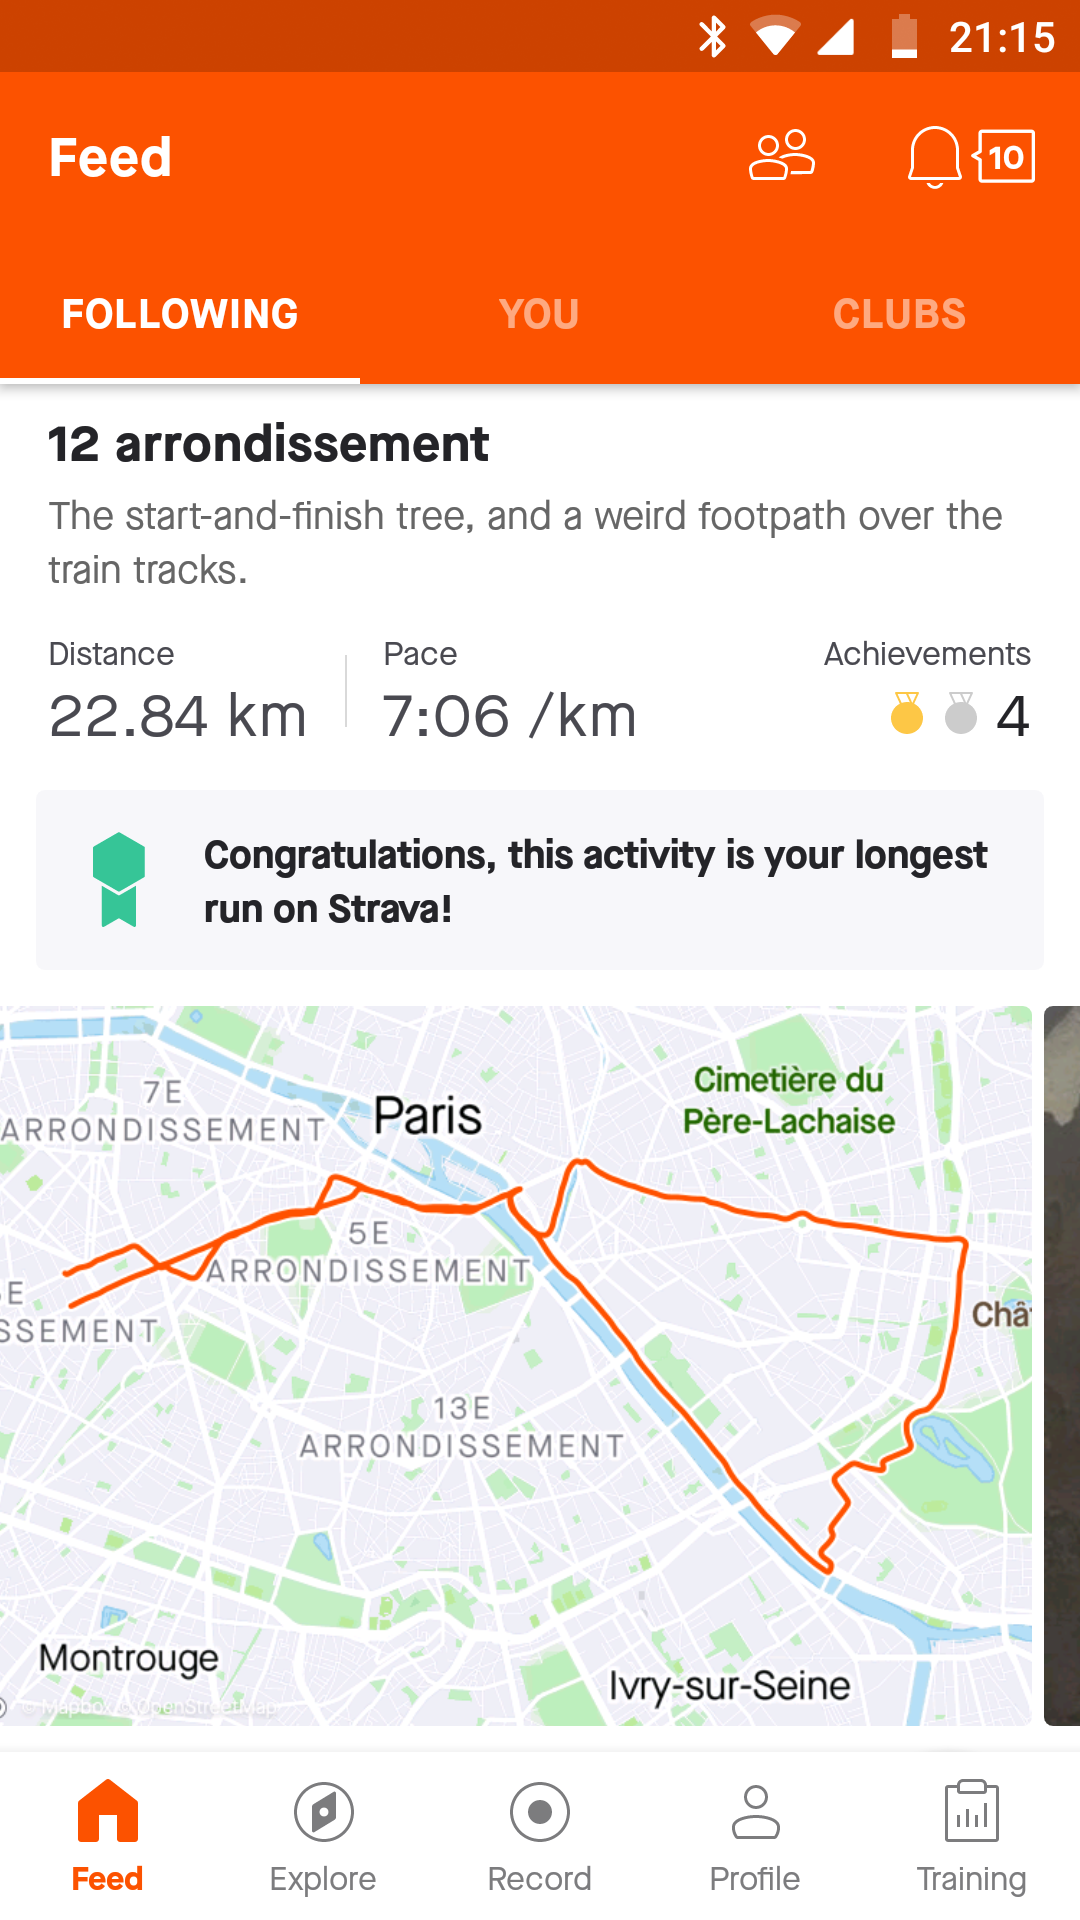 21:15
Feed
10
FOLLOWING
YOU
CLUBS
12 arrondissement
The start-and-finish tree, and a weird footpath over the
train tracks.
Distance
Pace
Achievements
22.84 km
7:06 /km
4
Congratulations, this activity is your longest
run on Strava!
7E
ARRONDISSEMENT
Paris
Cimetière du
Père-Lachaise
5E
ARRONDISSEMENT
E
SSEMENT
Châ
13E
ARRONDISSEMENT
Montrouge
Ivry-sur-Seine
© Mapbox © OpenStreetMap
Feed
Explore
Record
Profile
Training